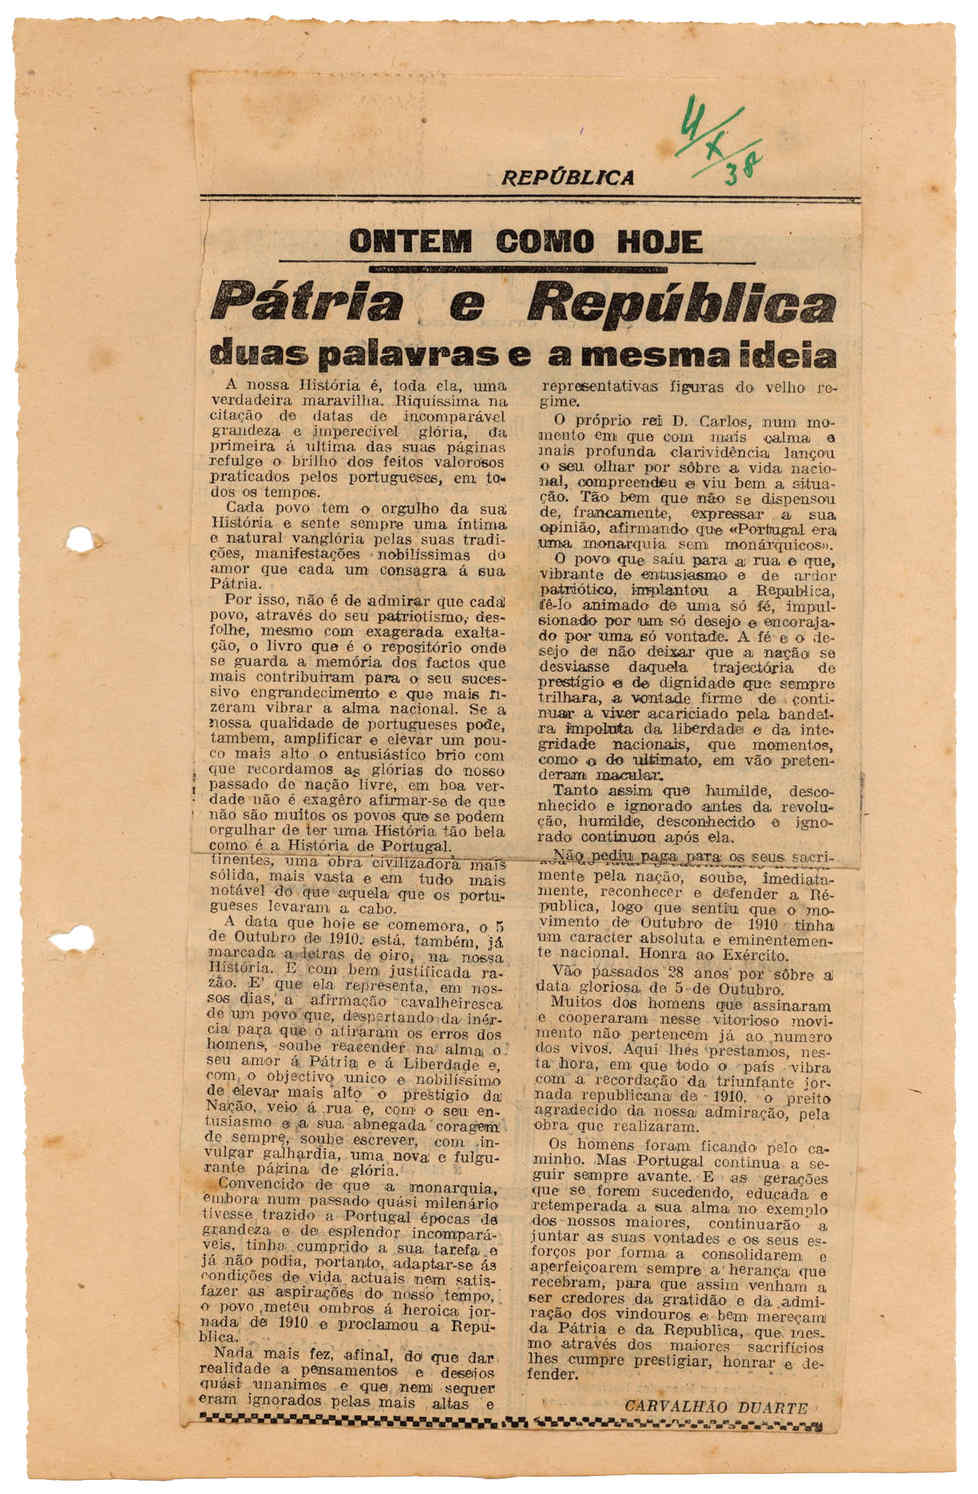 4/X/38
REPÚBLICA
ONTEM COMO HOJE
Pátria e República
duas palavras e a mesma ideia
A nossa História é, toda ela, uma
verdadeira maravilha. Riquíssima na
citação de datas de incomparável
grandeza e imperecivel glória, da
primeira á ultima das suas páginas
refulge o brilho dos feitos valorosos
praticados pelos portugueses, em to-
dos os tempos.
Cada povo tem o orgulho da sua
História e sente sempre uma íntima
e natural vanglória pelas suas tradi-
ções, manifestações nobilíssimas do
amor que cada um consagra á sua
Pátria.
Por isso, não é de admirar que cada
povo, através do seu patriotismo, des-
folhe, mesmo com exagerada exalta-
ção, o livro que é o repositório onde
se guarda a memória dos factos que
mais contribuiram para o seu suces-
sivo engrandecimento e que mais fi-
zeram vibrar a alma nacional. Se a
nossa qualidade de portugueses pode,
tambem, amplificar e elevar um pou-
co mais alto o entusiástico brio com
que recordamos as glórias do nosso
passado de nação livre, em boa ver-
dade não é exagêro afirmar-se de que
não são muitos os povos que se podem
orgulhar de ter uma História tão bela
como é a História de Portugal.
tinentes, uma obra civilizadora mais
sólida, mais vasta e em tudo mais
notável do que aquela que os portu-
gueses levaram a cabo.
A data que hoje se comemora, o 5
de Outubro de 1910, está, também, já
marcada a letras de oiro, na nossa
História. E com bem justificada ra-
zão. E' que ela representa, em nos-
sos dias, a afirmação cavalheiresca
de um povo que, despertando da inér-
cia para que o atiraram os erros dos
homens, soube reacender na alma o
seu amor á Pátria e á Liberdade e,
com o objectivo unico e nobilíssimo
de elevar mais alto o prestígio da
Nação, veio á rua e, com o seu en-
tusiasmo e a sua abnegada coragem
de sempre, soube escrever, com in-
vulgar galhardia, uma nova e fulgu-
rante página de glória.
Convencido de que a monarquia,
embora num passado quási milenário
tivesse trazido a Portugal épocas de
grandeza e de esplendor incompará-
veis, tinha cumprido a sua tarefa e
já não podia, portanto, adaptar-se ás
condições de vida actuais nem satis-
fazer as aspirações do nosso tempo,
o povo meteu ombros á heroica jor-
nada de 1910 e proclamou a Repú-
blica.
Nada mais fez, afinal, do que dar
realidade a pensamentos e desejos
quási unanimes e que nem sequer
eram ignorados pelas mais altas e
representativas figuras do velho re-
gime.
O próprio rei D. Carlos, num mo-
mento em que com mais calma e
mais profunda clarividência lançou
o seu olhar por sôbre a vida nacio-
nal, compreendeu e viu bem a situa-
ção. Tão bem que não se dispensou
de, francamente, expressar a sua
opinião, afirmando que «Portugal era
uma monarquia sem monárquicos».
O povo que saíu para a rua e que,
vibrante de entusiasmo e de ardor
patriótico, implantou a Republica,
fê-lo animado de uma só fé, impul-
sionado por um só desejo e encoraja-
do por uma só vontade. A fé e o de-
sejo de não deixar que a nação se
desviasse daquela trajectória de
prestígio e de dignidade que sempre
trilhara, a vontade firme de conti-
nuar a viver acariciado pela bandei-
ra impoluta da liberdade e da inte-
gridade nacionais, que momentos,
como o do ultimato, em vão preten-
deram macular.
Tanto assim que humilde, desco-
nhecido e ignorado antes da revolu-
ção, humilde, desconhecido e igno-
rado continuou após ela.
Não pediu paga para os seus sacri-
mente pela nação, soube, imediata-
mente, reconhecer e defender a Ré-
publica, logo que sentiu que o mo-
vimento de Outubro de 1910 tinha
um caracter absoluta e eminentemen-
te nacional. Honra ao Exército.
Vão passados 28 anos por sôbre a
data gloriosa de 5 de Outubro.
Muitos dos homens que assinaram
e cooperaram nesse vitorioso movi-
mento não pertencem já ao numero
dos vivos. Aqui lhes prestamos, nes-
ta hora, em que todo o país vibra
com a recordação da triunfante jor-
nada republicana de 1910, o preito
agradecido da nossa admiração, pela
obra que realizaram.
Os homens foram ficando pelo ca-
minho. Mas Portugal continua a se-
guir sempre avante. E as gerações
que se forem sucedendo, educada e
retemperada a sua alma no exemplo
dos nossos maiores, continuarão a
juntar as suas vontades e os seus es-
forços por forma a consolidarem e
aperfeiçoarem sempre a herança que
recebram, para que assim venham a
ser credores da gratidão e da admi-
ração dos vindouros e bem mereçam
da Pátria e da Republica, que mes-
mo através dos maiores sacrifícios
lhes cumpre prestigiar, honrar e de-
fender.
CARVALHÃO DUARTE